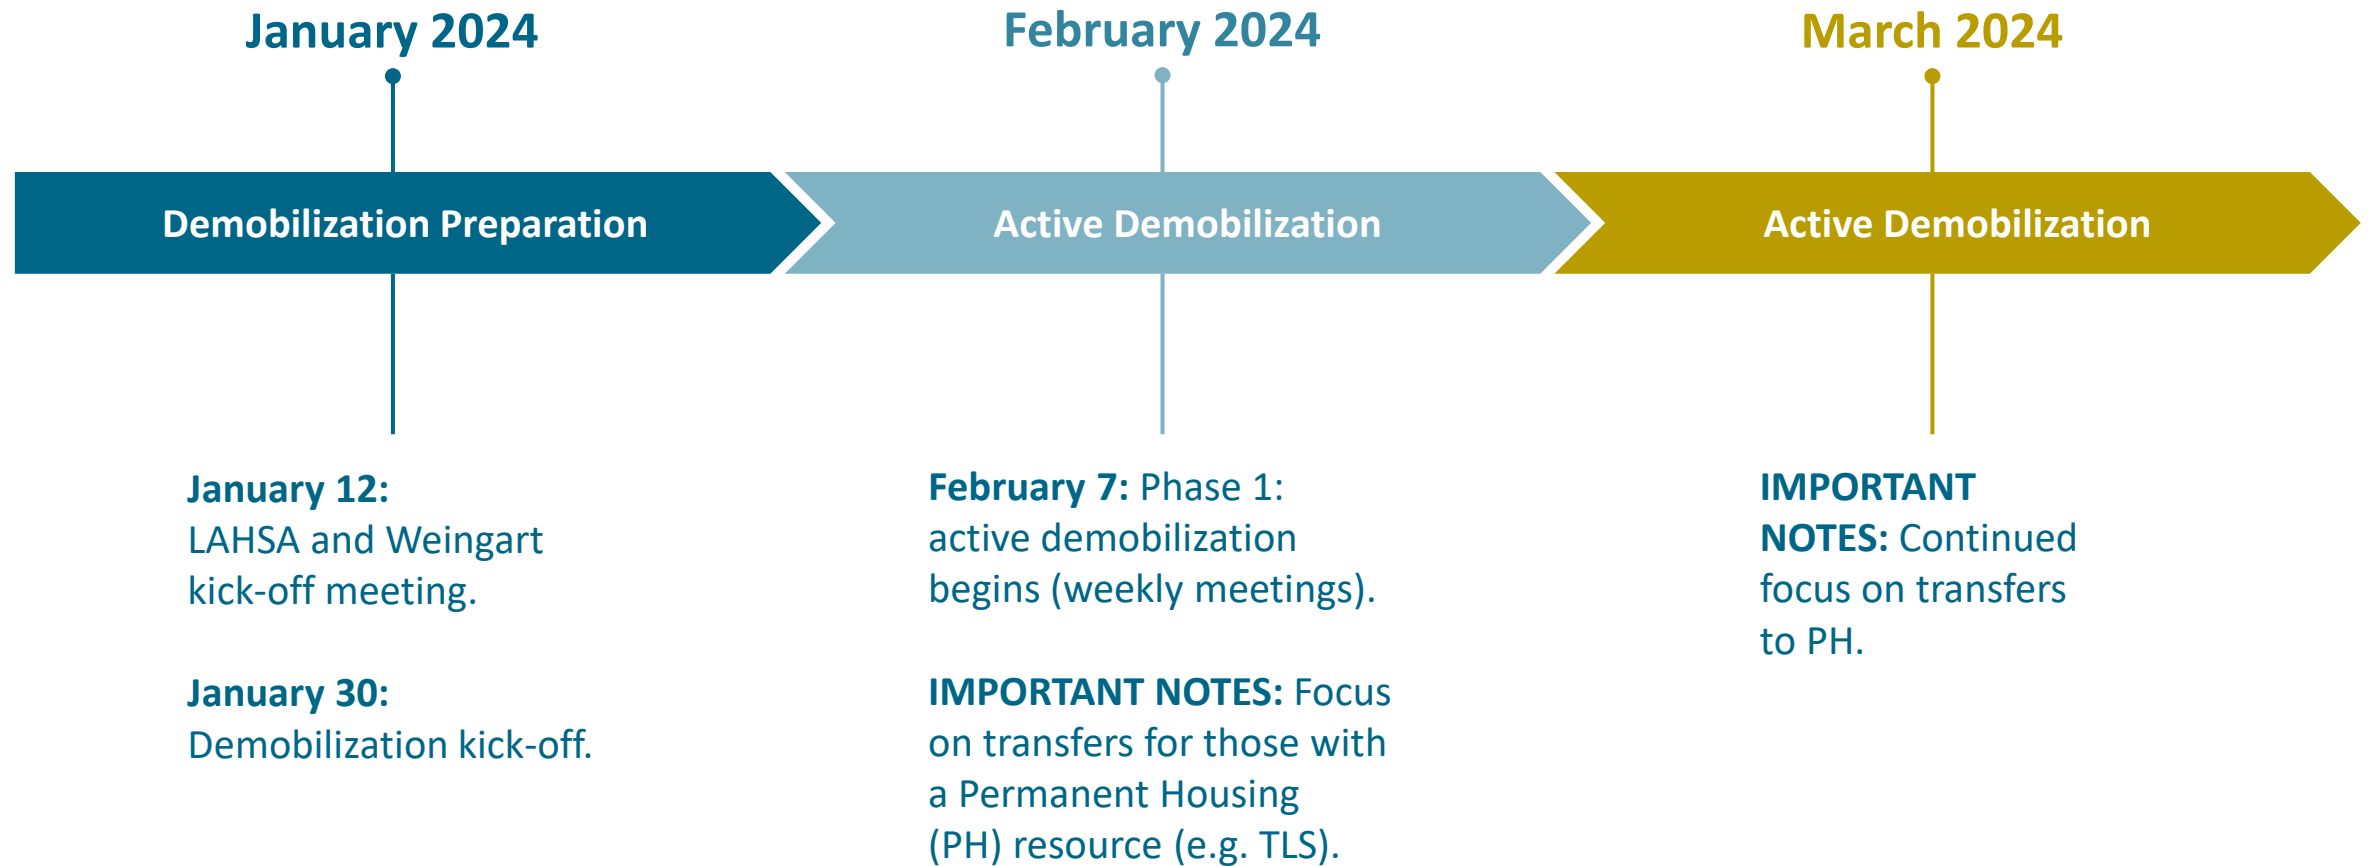 January 2024
February 2024
March 2024
Demobilization Preparation
Active Demobilization
Active Demobilization
January 12:
LAHSA and Weingart
kick-off meeting.
January 30:
Demobilization kick-off.
February 7: Phase 1:
active demobilization
begins (weekly meetings).
IMPORTANT NOTES: Focus
on transfers for those with
a Permanent Housing
(PH) resource (e.g. TLS).
IMPORTANT
NOTES: Continued
focus on transfers
to PH.